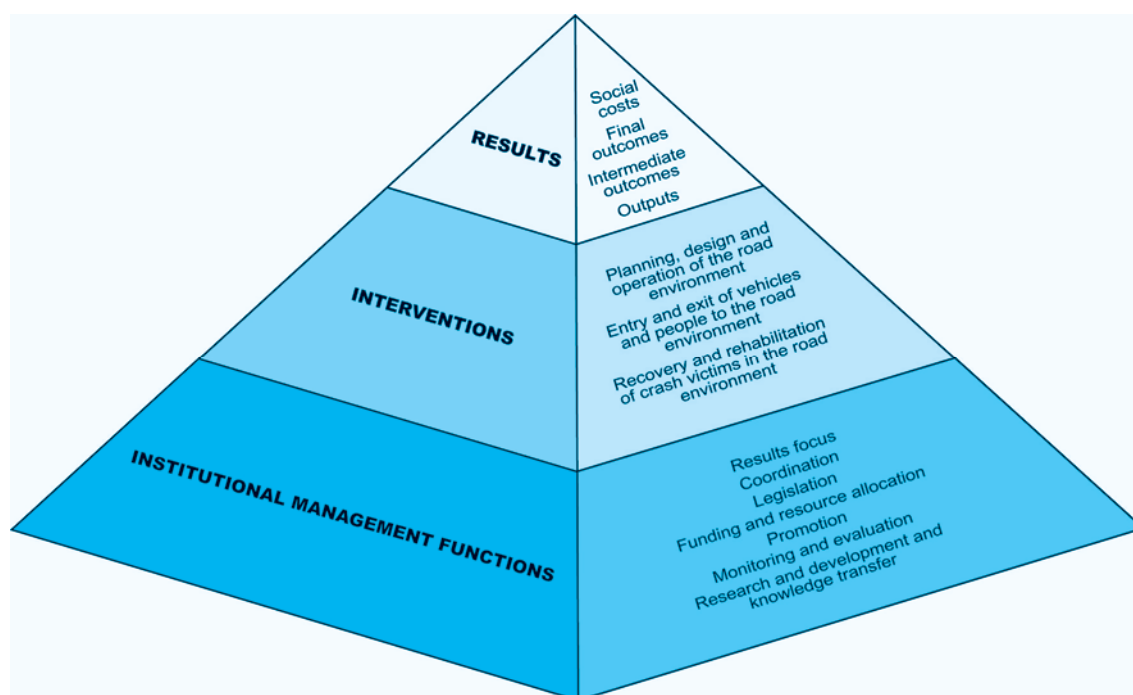 RESULTS
Social
costs
Final
outcomes
Intermediate
outcomes
Outputs
INTERVENTIONS
Planning, design and
operation of the road
environment
Entry and exit of vehicles
and people to the road
environment
Recovery and rehabilitation
of crash victims in the road
environment
INSTITUTIONAL MANAGEMENT FUNCTIONS
Results focus
Coordination
Legislation
Funding and resource allocation
Promotion
Monitoring and evaluation
Research and development and
knowledge transfer